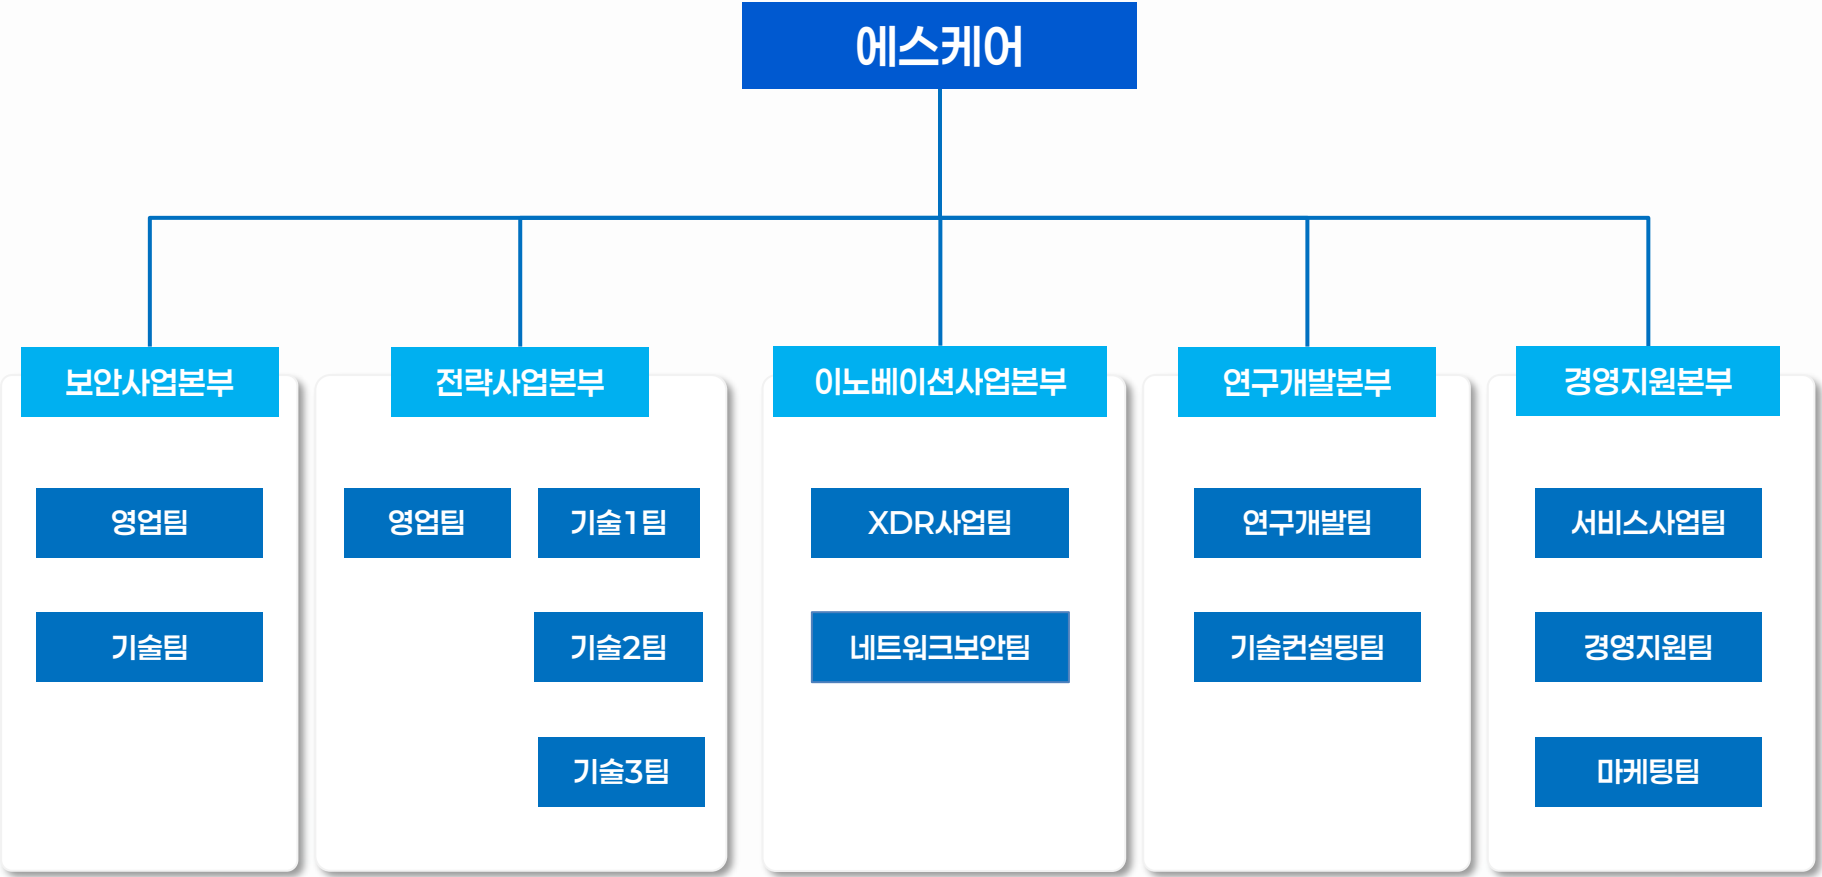 에스케어
보안사업본부
영업팀
기술팀
전략사업본부
영업팀
기술1팀
기술2팀
기술3팀
이노베이션사업본부
XDR사업팀
네트워크보안팀
연구개발본부
연구개발팀
기술컨설팅팀
경영지원본부
서비스사업팀
경영지원팀
마케팅팀